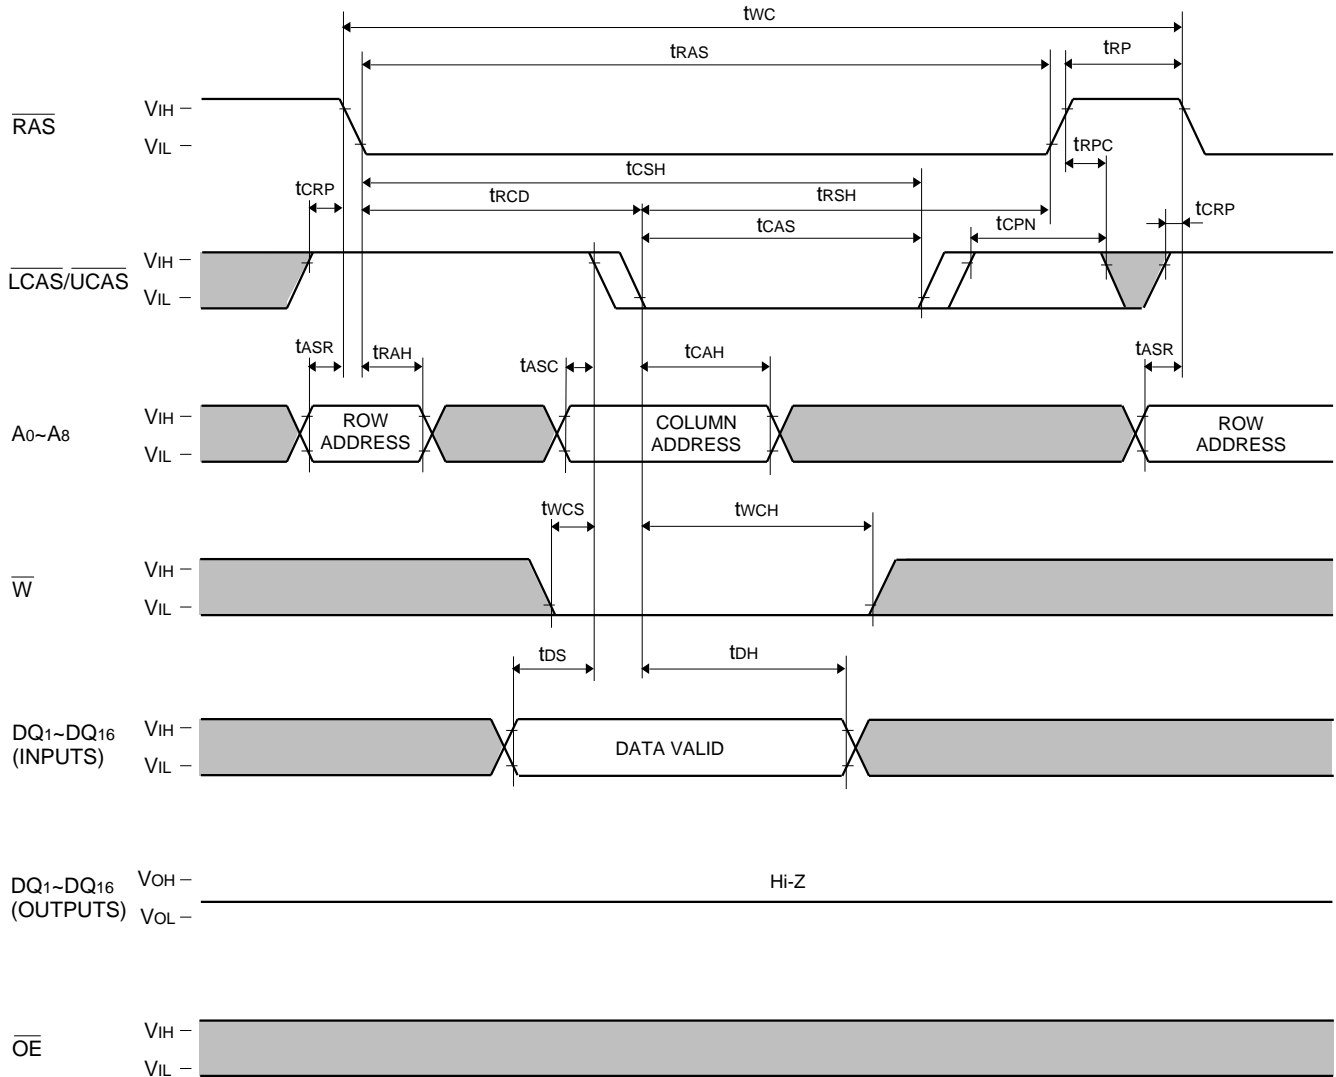 tWC
tRAS
tRP
RAS
VIH
VIL
tRPC
tCSH
tCRP
tRCD
tRSH
tCRP
tCAS
tCPN
LCAS/UCAS
VIH
VIL
tASR
tRAH
tASC
tCAH
tASR
A0~A8
VIH
VIL
ROW
ADDRESS
COLUMN
ADDRESS
ROW
ADDRESS
tWCS
tWCH
W
VIH
VIL
tDS
tDH
DQ1~DQ16
(INPUTS)
VIH
VIL
DATA VALID
DQ1~DQ16
(OUTPUTS)
VOH
VOL
Hi-Z
OE
VIH
VIL